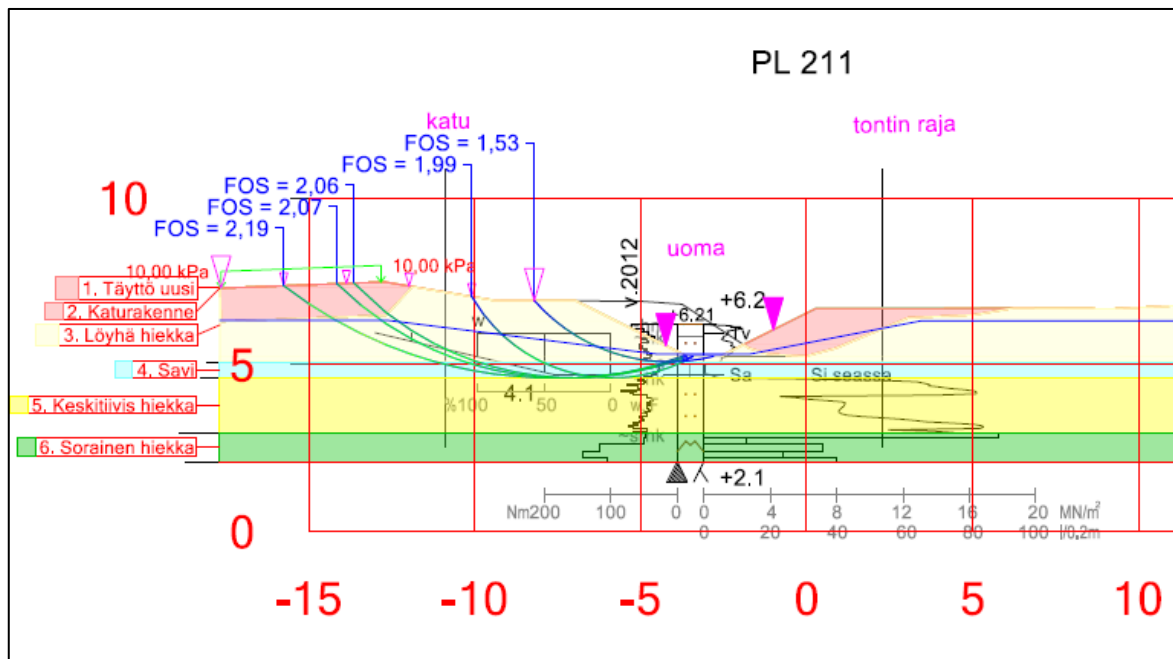 PL 211
katu
tontin raja
FOS = 1,53
FOS = 1,99
FOS = 2,06
FOS = 2,07
FOS = 2,19
10
v.2012
uoma
10,00 kPa
10,00 kPa
1. Täyttö uusi
2. Katurakenne
3. Löyhä hiekka
4. Savi
5. Keskitiivis hiekka
6. Sorainen hiekka
+6.2
+6.21
w
Tv
5
Sa
Si seassa
4.1
%100 50 0 w F
+2.1
0
Nm200 100 0 0 4 8 12 16 20 MN/m²
0 20 40 60 80 100 l/0,2m
-15 -10 -5 0 5 10